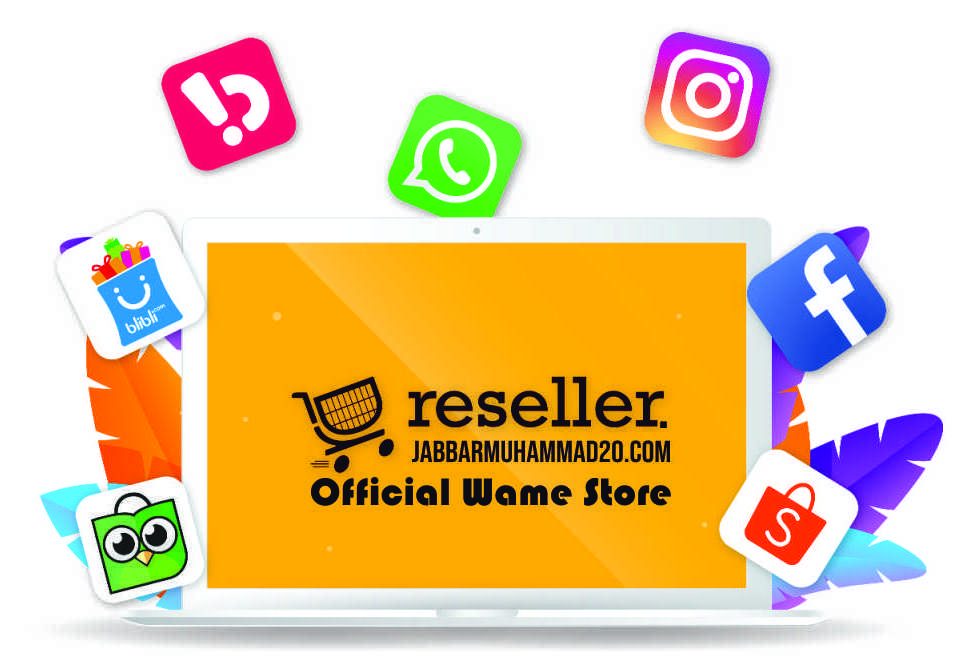 blibli.com
reseller.
JABBARMUHAMMAD20.COM
Official Wame Store
f
S